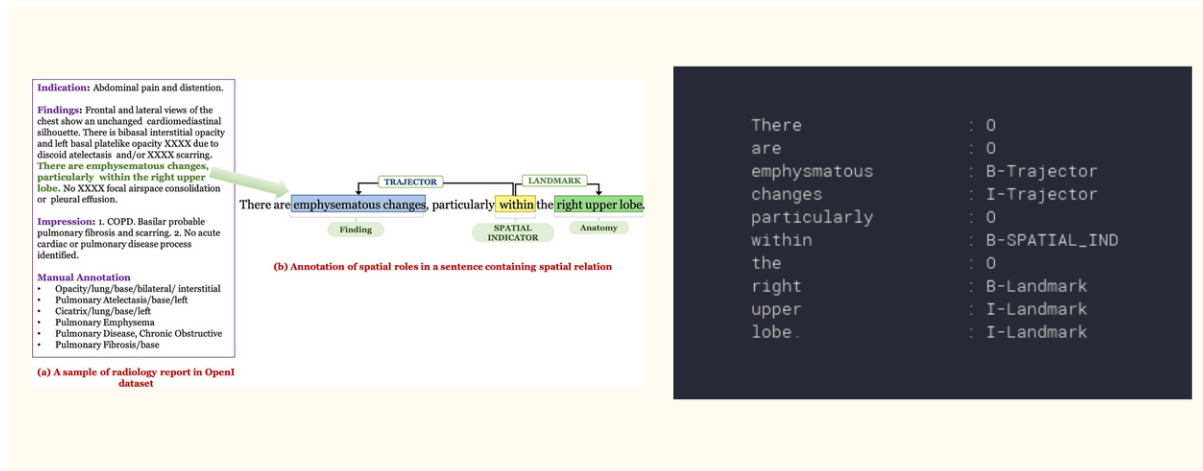 Indication: Abdominal pain and distention.
Findings: Frontal and lateral views of the
chest show an unchanged cardiomediastinal
silhouette. There is bibasal interstitial opacity
and left basal platelike opacity XXXX due to
discoid atelectasis and/or XXXX scarring.
There are emphysematous changes,
particularly within the right upper
lobe. No XXXX focal airspace consolidation
or pleural effusion.
Impression: 1. COPD. Basilar probable
pulmonary fibrosis and scarring. 2. No acute
cardiac or pulmonary disease process
identified.
Manual Annotation
• Opacity/lung/base/bilateral/ interstitial
• Pulmonary Atelectasis/base/left
• Cicatrix/lung/base/left
• Pulmonary Emphysema
• Pulmonary Disease, Chronic Obstructive
• Pulmonary Fibrosis/base
(a) A sample of radiology report in OpenI
dataset
TRAJECTOR LANDMARK
There are emphysematous changes, particularly within the right upper lobe.
Finding SPATIAL INDICATOR Anatomy
(b) Annotation of spatial roles in a sentence containing spatial relation
There : O
are : O
emphysmatous : B-Trajector
changes : I-Trajector
particularly : O
within : B-SPATIAL_IND
the : O
right : B-Landmark
upper : I-Landmark
lobe. : I-Landmark